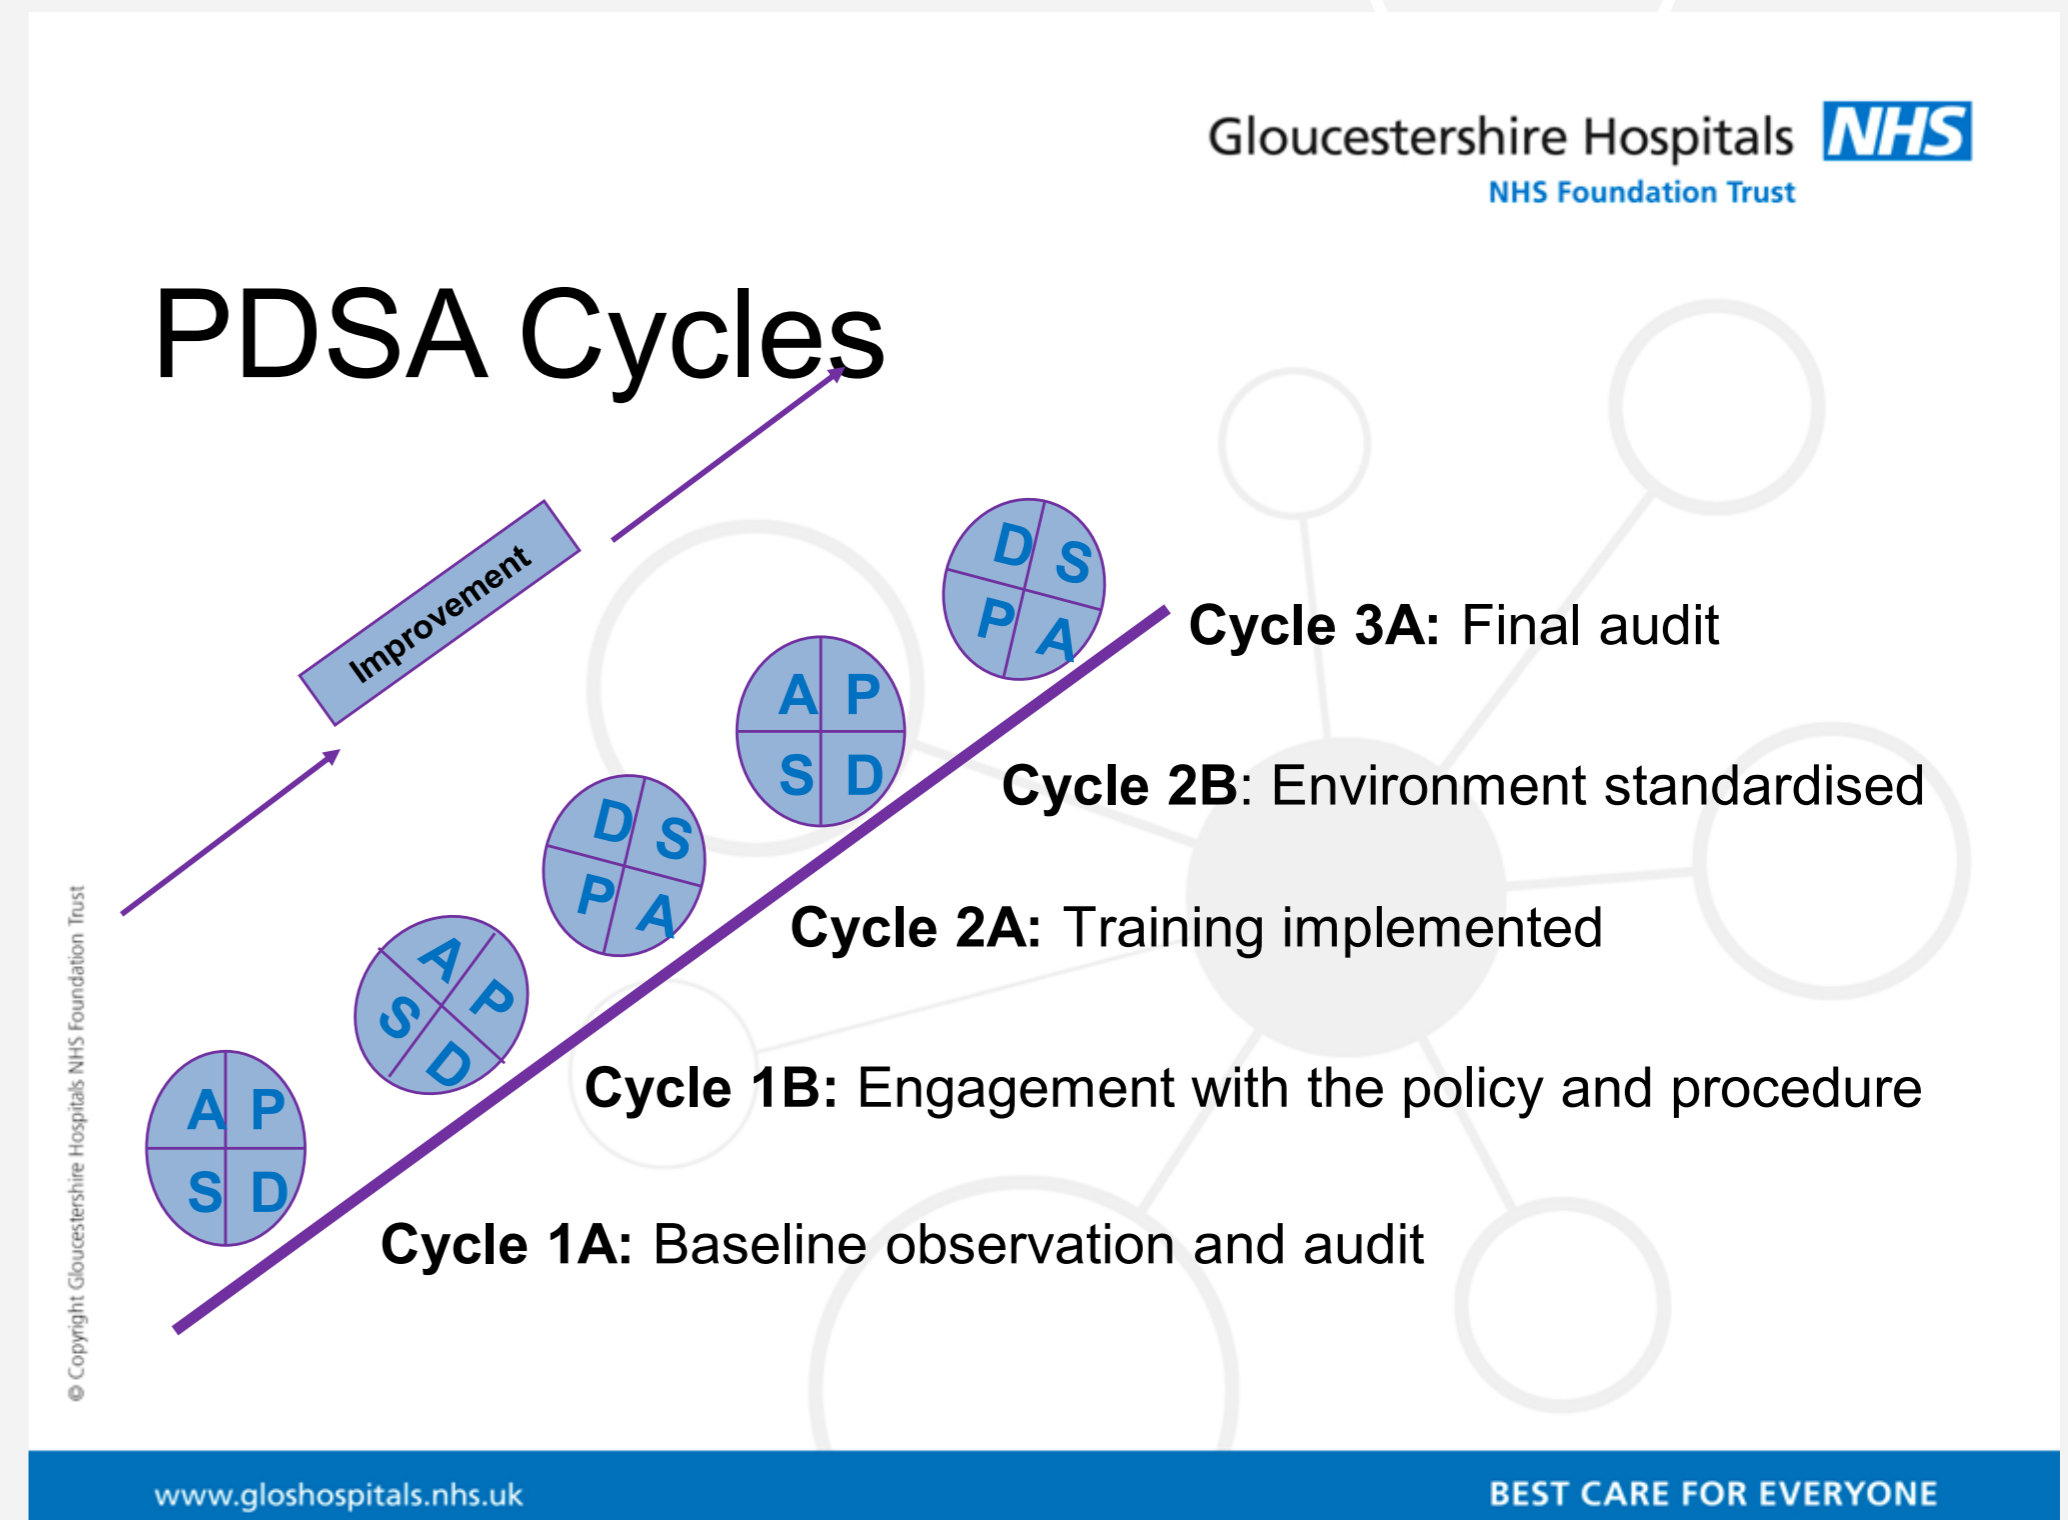 Gloucestershire Hospitals NHS
NHS Foundation Trust
PDSA Cycles
Improvement
D S
P A
Cycle 3A: Final audit
A P
S D
Cycle 2B: Environment standardised
D S
P A
Cycle 2A: Training implemented
A P
S D
Cycle 1B: Engagement with the policy and procedure
A P
S D
Cycle 1A: Baseline observation and audit
© Copyright Gloucestershire Hospitals NHS Foundation Trust
www.gloshospitals.nhs.uk
BEST CARE FOR EVERYONE